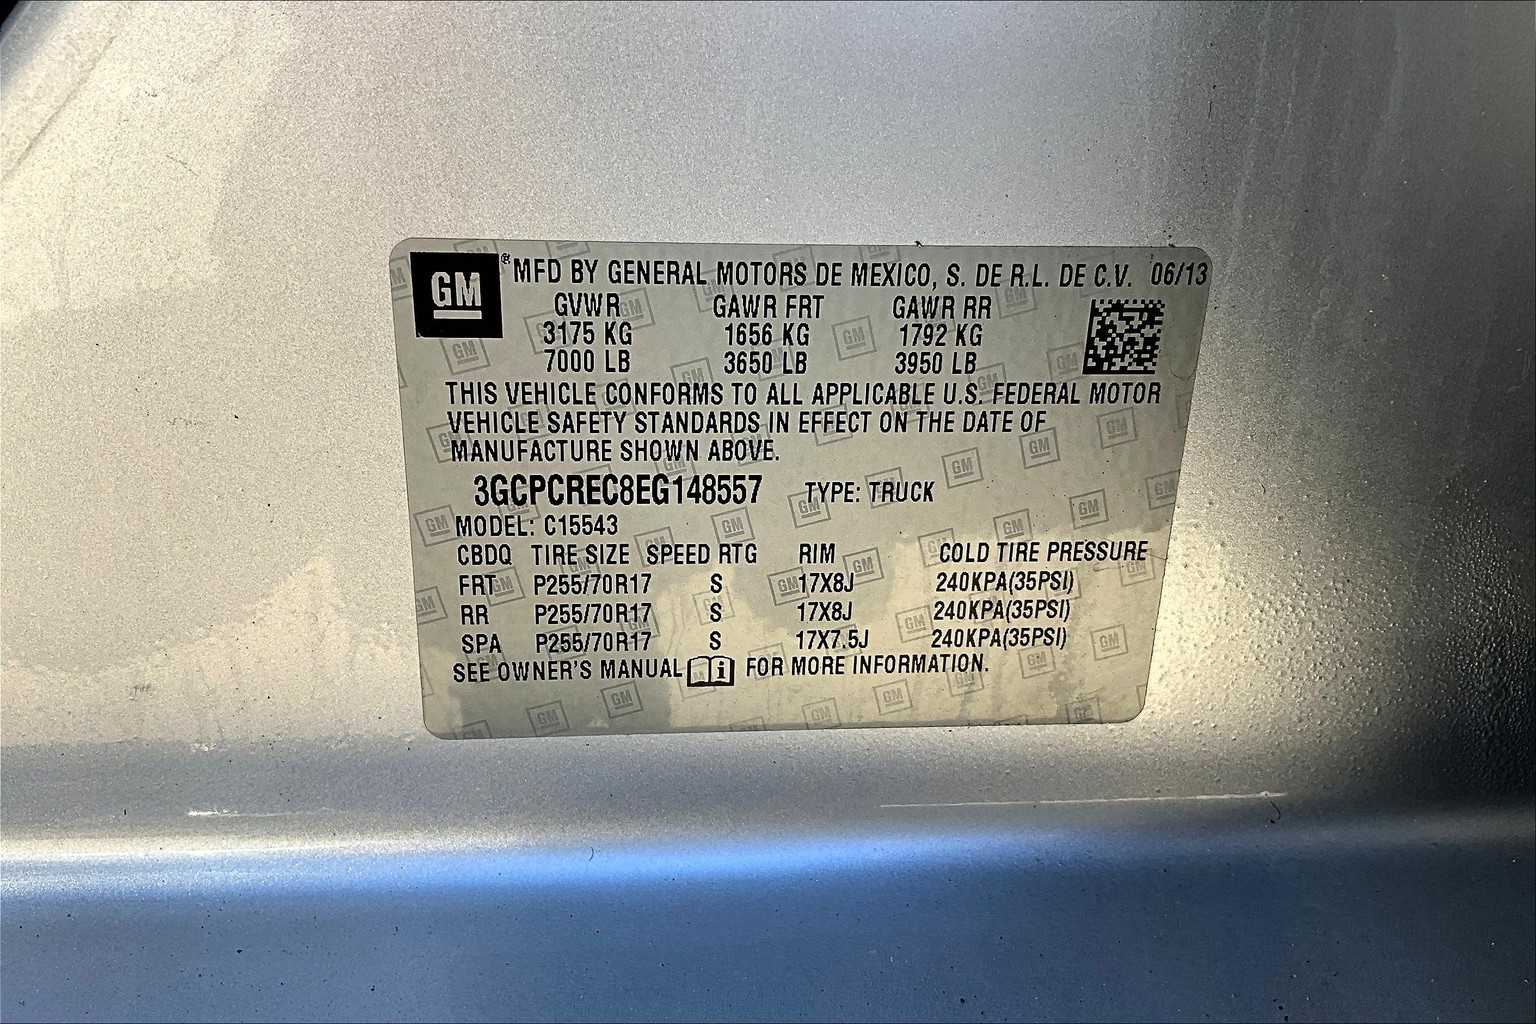 GM ® MFD BY GENERAL MOTORS DE MEXICO, S. DE R.L. DE C.V. 06/13
GVWR GAWR FRT GAWR RR
3175 KG 1656 KG 1792 KG
7000 LB 3650 LB 3950 LB
THIS VEHICLE CONFORMS TO ALL APPLICABLE U.S. FEDERAL MOTOR
VEHICLE SAFETY STANDARDS IN EFFECT ON THE DATE OF
MANUFACTURE SHOWN ABOVE.
3GCPCREC8EG148557 TYPE: TRUCK
MODEL: C15543
CBDQ TIRE SIZE SPEED RTG RIM COLD TIRE PRESSURE
FRT P255/70R17 S 17X8J 240KPA(35PSI)
RR P255/70R17 S 17X8J 240KPA(35PSI)
SPA P255/70R17 S 17X7.5J 240KPA(35PSI)
SEE OWNER'S MANUAL i FOR MORE INFORMATION.